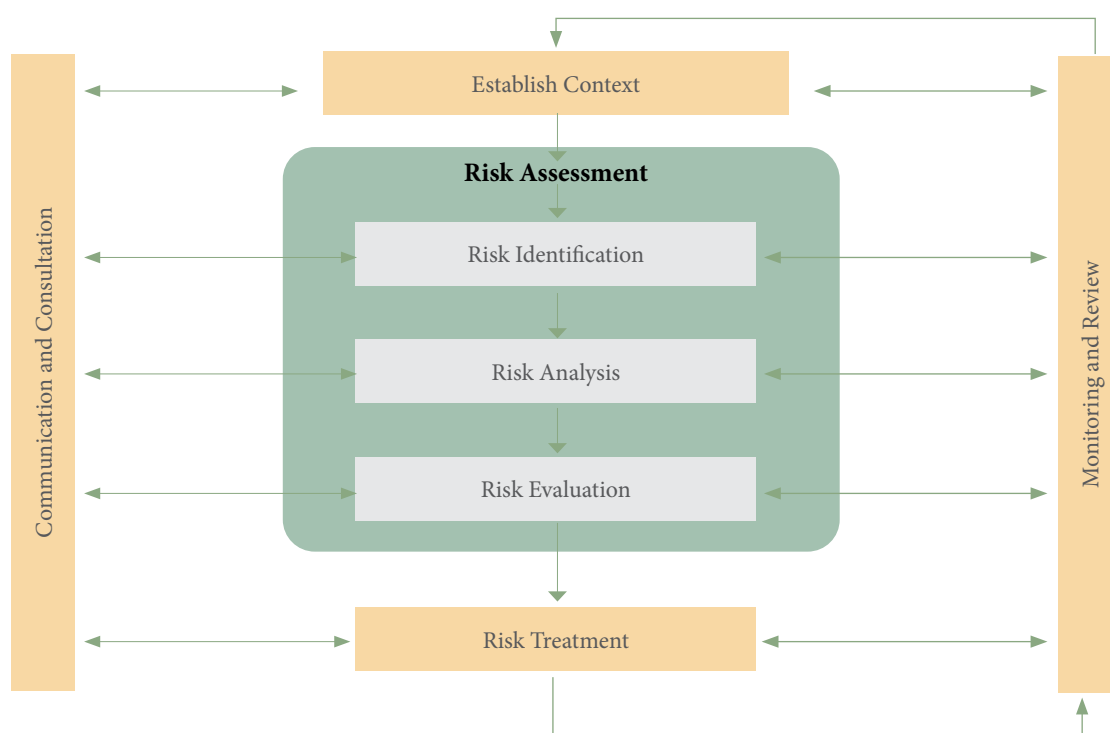 Establish Context
Risk Assessment
Risk Identification
Risk Analysis
Risk Evaluation
Risk Treatment
Communication and Consultation
Monitoring and Review